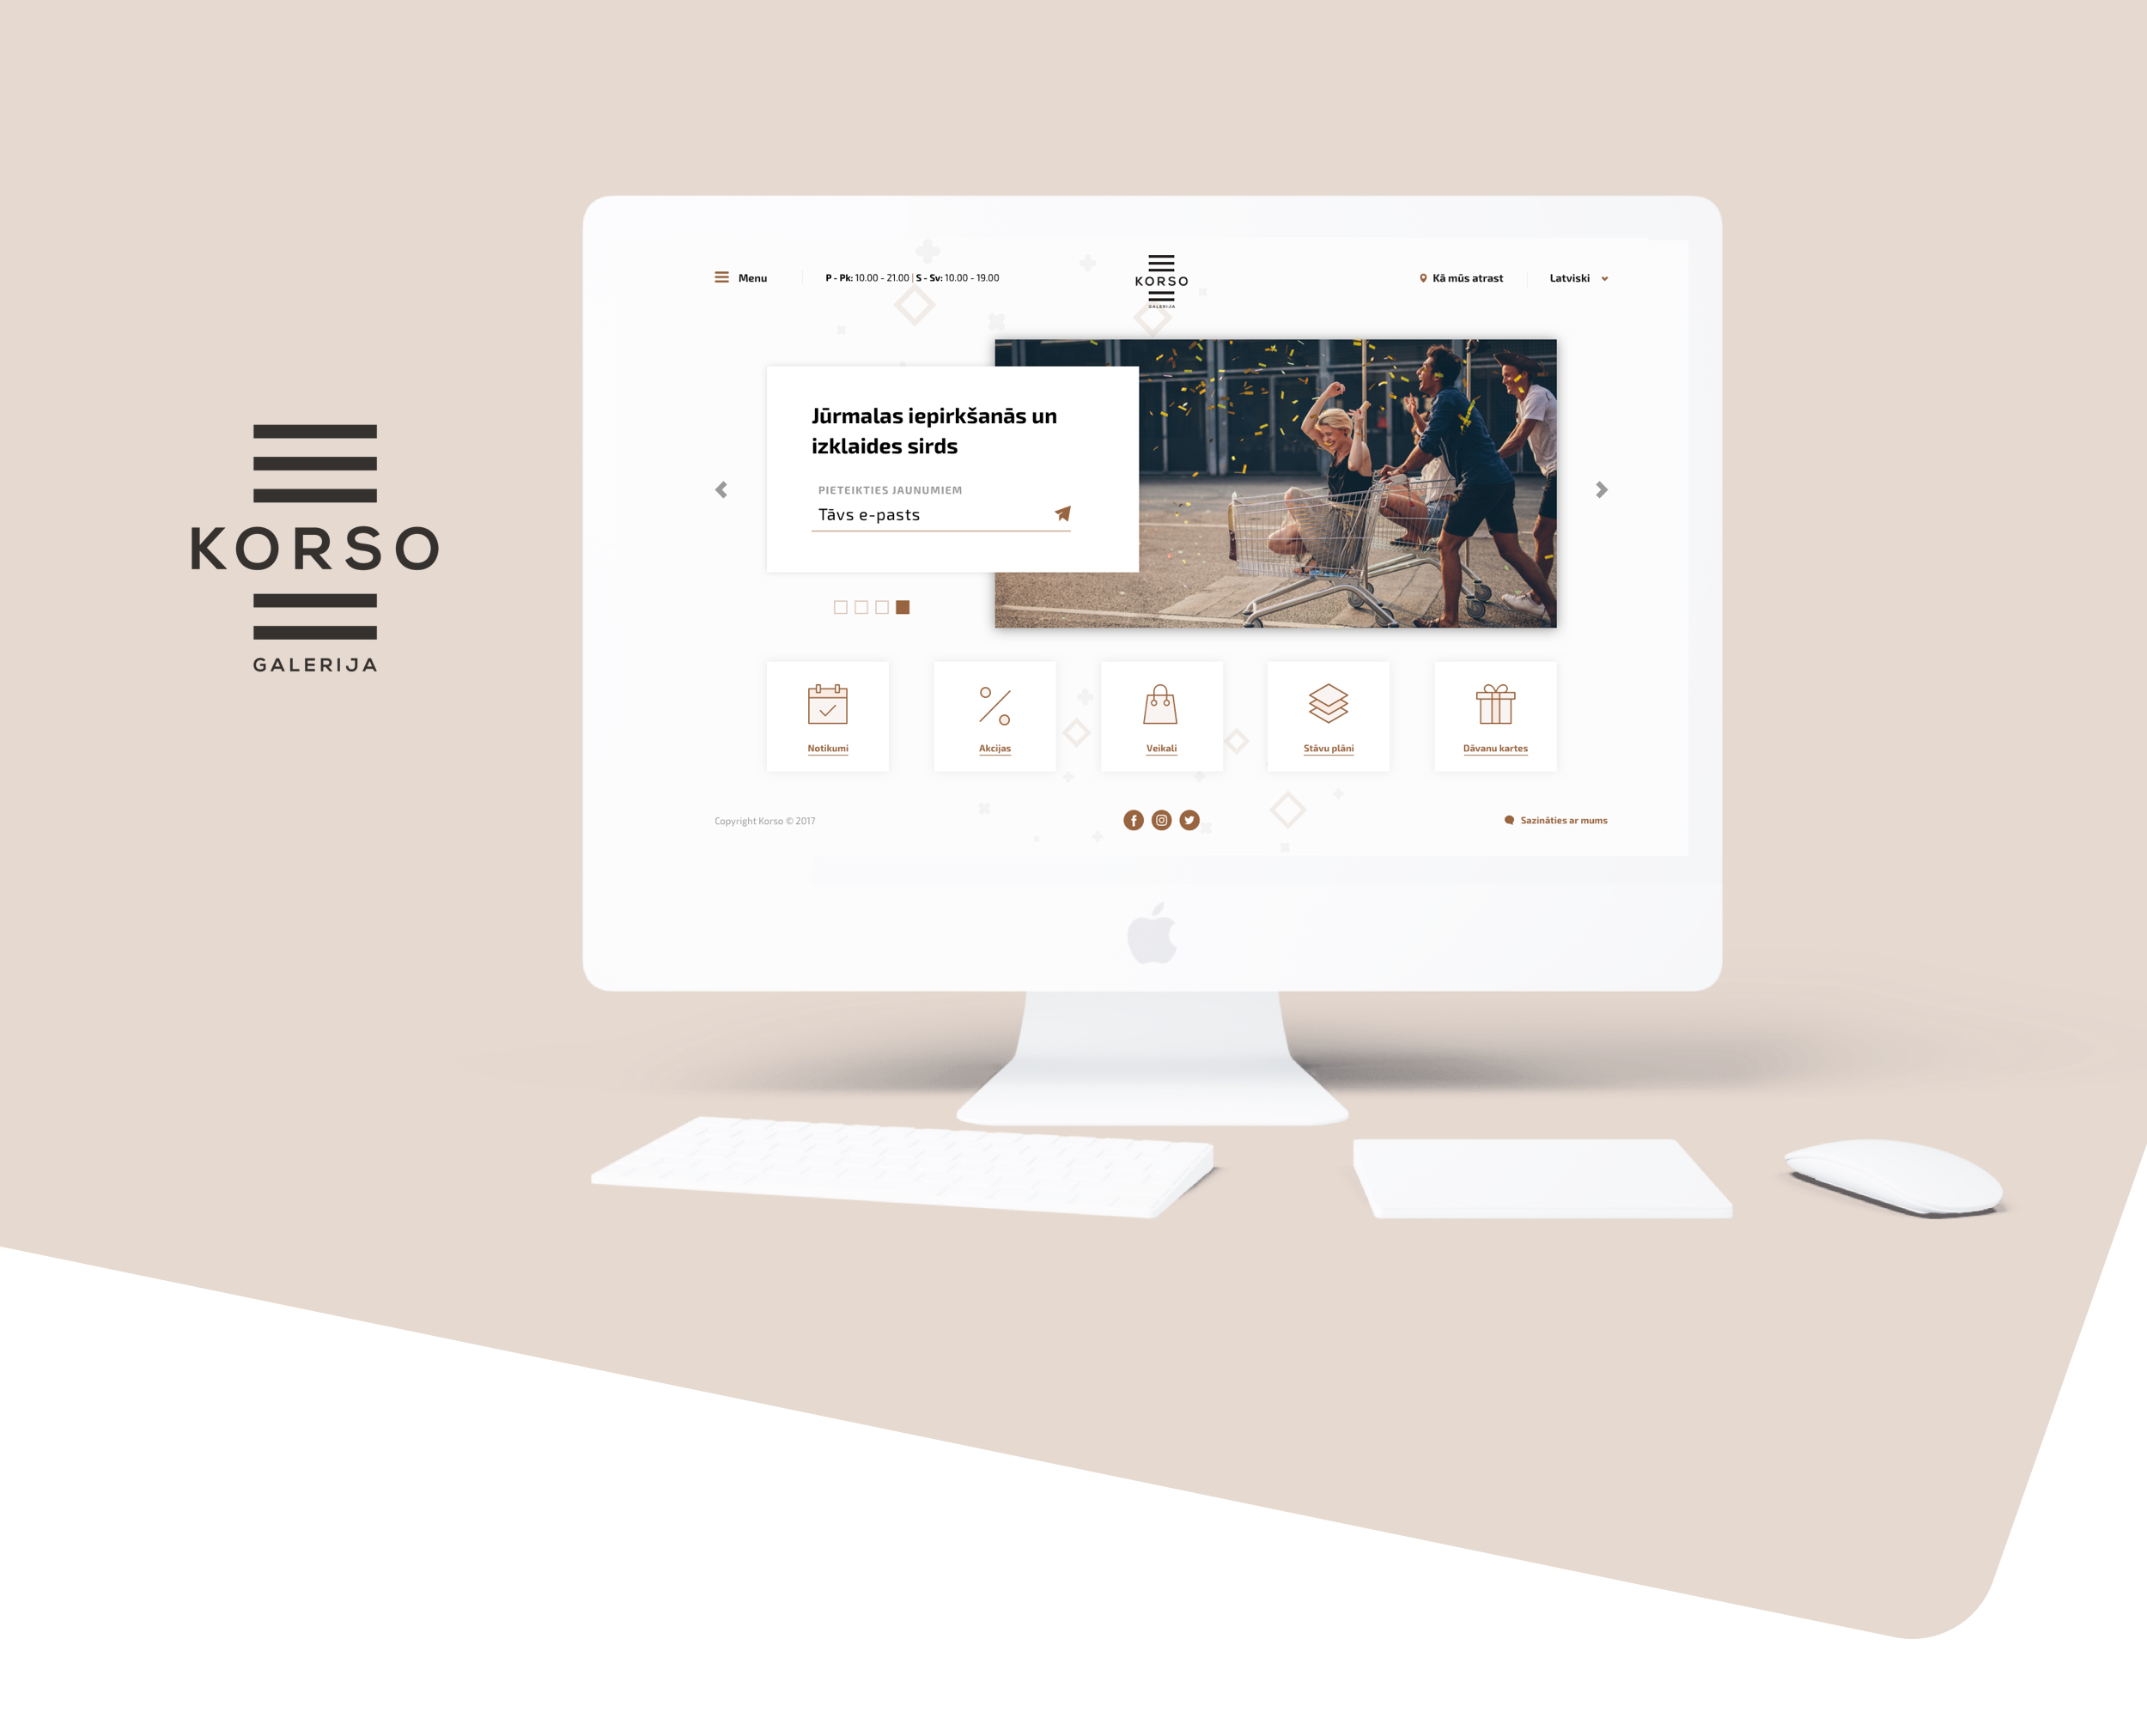 KORSO
GALERIJA
Menu
P - Pk: 10.00 - 21.00 | S - Sv: 10.00 - 19.00
KORSO
GALERIJA
Kā mūs atrast
Latviski
Jūrmalas iepirkšanās un
izklaides sirds
PIETEIKTIES JAUNUMIEM
Tāvs e-pasts
Notikumi
Akcijas
Veikali
Stāvu plāni
Dāvanu kartes
Copyright Korso © 2017
Sazināties ar mums